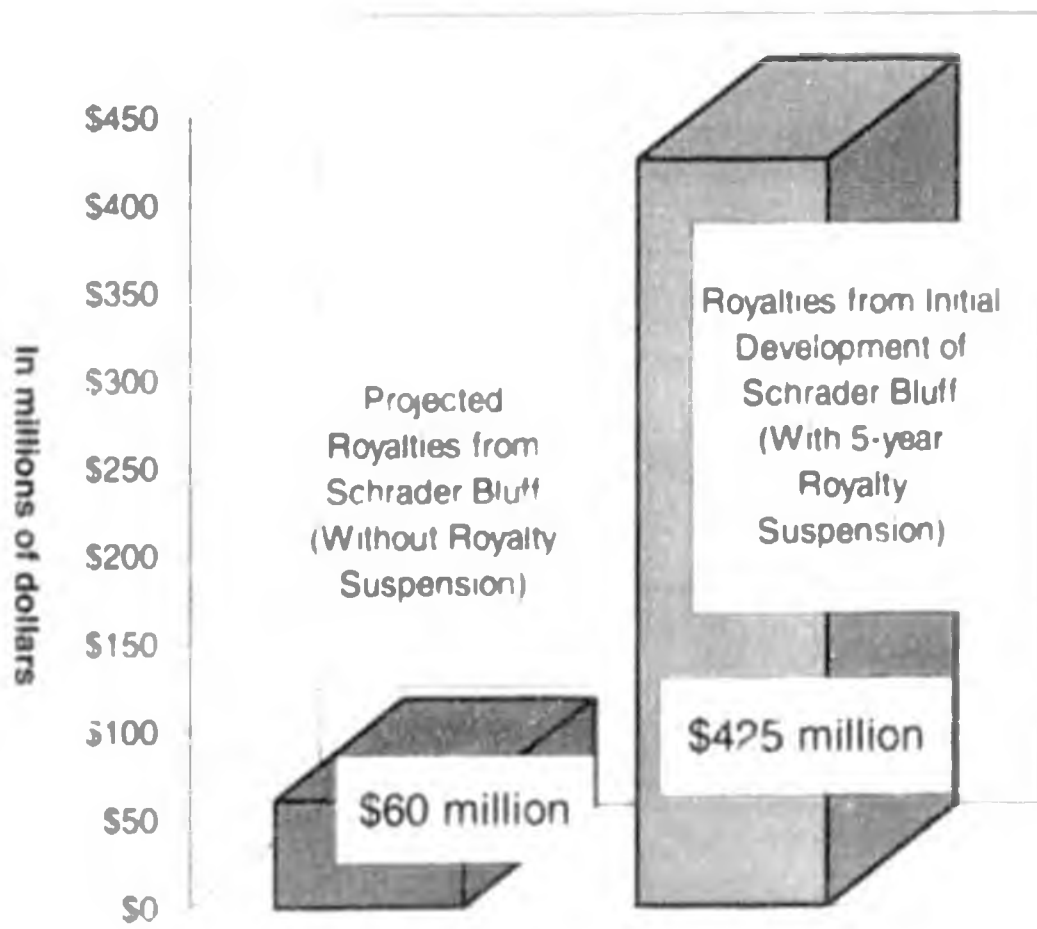 $450
$400
$350
$300
$250
$200
$150
$100
$50
$0
In millions of dollars
Projected
Royalties from
Schrader Bluff
(Without Royalty
Suspension)
$60 million
Royalties from Initial
Development of
Schrader Bluff
(With 5-year
Royalty
Suspension)
$425 million